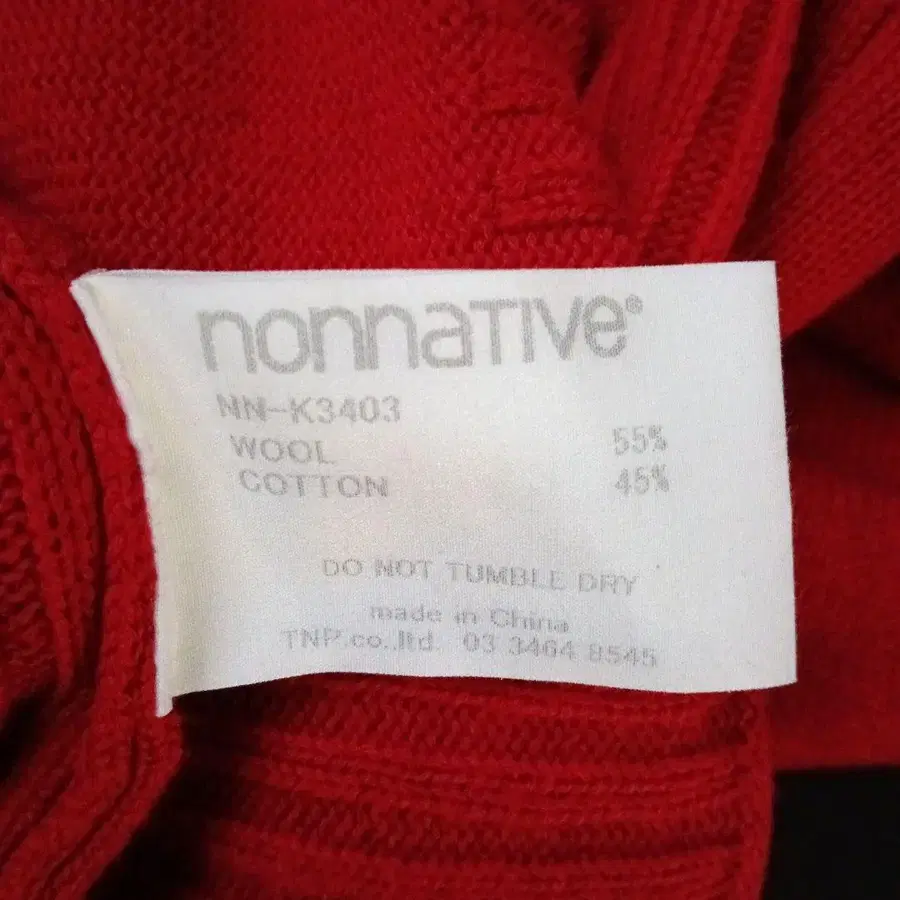 nonnaTIve®
NN-K3403
WOOL 55%
COTTON 45%
DO NOT TUMBLE DRY
made in China
TNP.co.,ltd. 03 3464 8545